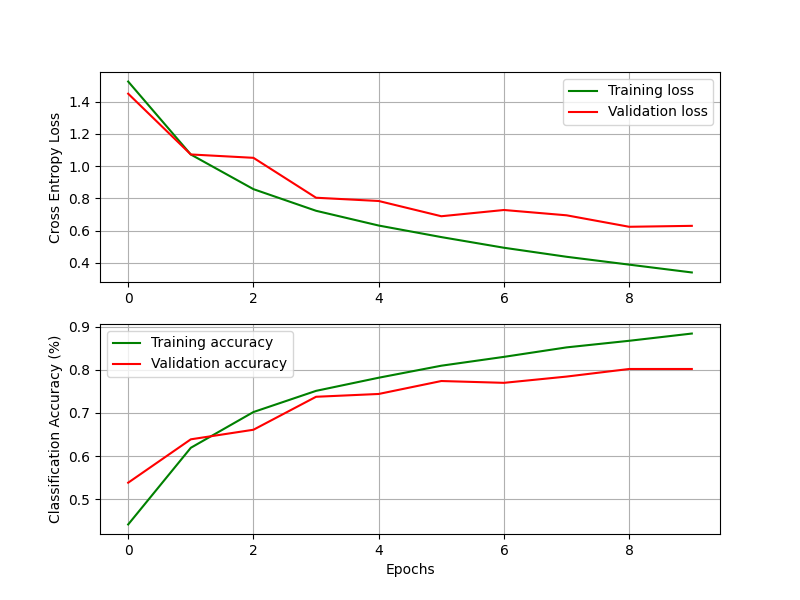 Cross Entropy Loss
1.4
1.2
1.0
0.8
0.6
0.4
Training loss
Validation loss
0 2 4 6 8
Classification Accuracy (%)
0.9
0.8
0.7
0.6
0.5
Training accuracy
Validation accuracy
0 2 4 6 8
Epochs